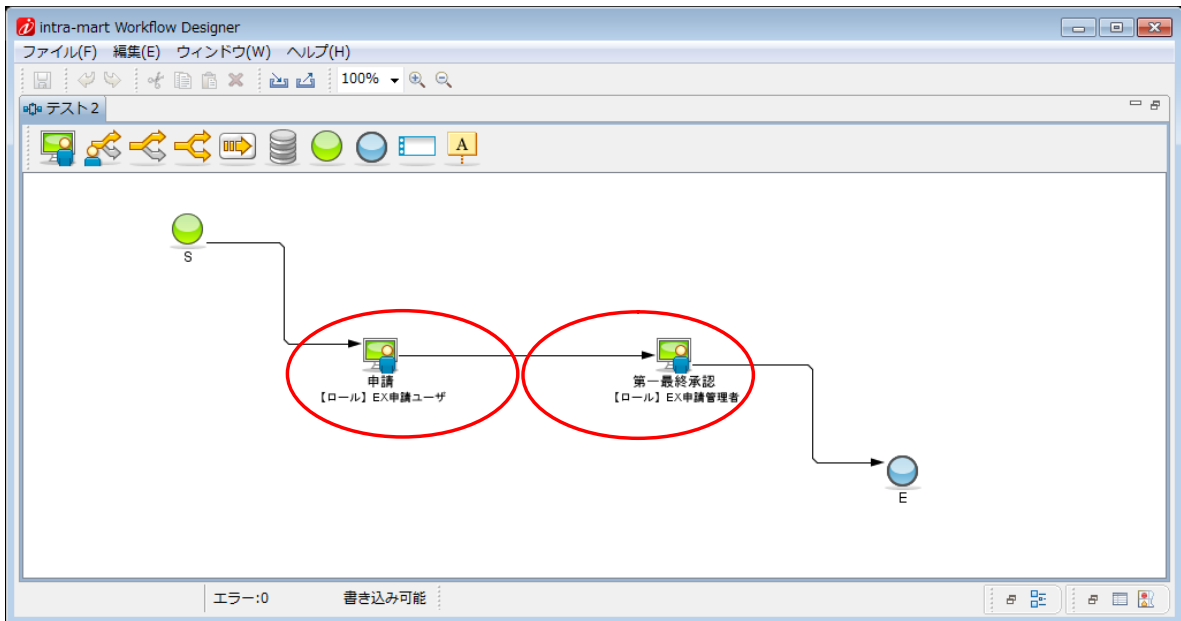 intra-mart Workflow Designer
ファイル(F) 編集(E) ウィンドウ(W) ヘルプ(H)
100%
テスト2
A
S
申請
【ロール】EX申請ユーザ
第一最終承認
【ロール】EX申請管理者
E
エラー:0 書き込み可能